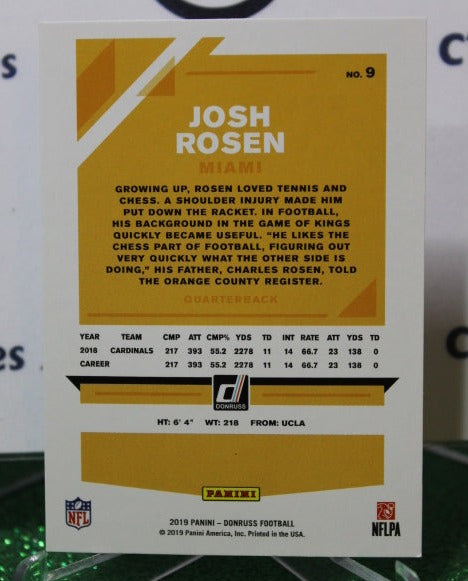 NO. 9
JOSH
ROSEN
MIAMI
GROWING UP, ROSEN LOVED TENNIS AND
CHESS. A SHOULDER INJURY MADE HIM
PUT DOWN THE RACKET. IN FOOTBALL,
HIS BACKGROUND IN THE GAME OF KINGS
QUICKLY BECAME USEFUL. "HE LIKES THE
CHESS PART OF FOOTBALL, FIGURING OUT
VERY QUICKLY WHAT THE OTHER SIDE IS
DOING," HIS FATHER, CHARLES ROSEN, TOLD
THE ORANGE COUNTY REGISTER.
QUARTERBACK
YEAR TEAM CMP ATT CMP% YDS TD INT RATE ATT YDS TD
2018 CARDINALS 217 393 55.2 2278 11 14 66.7 23 138 0
CAREER 217 393 55.2 2278 11 14 66.7 23 138 0
DONRUSS
HT: 6' 4" WT: 218 FROM: UCLA
PANINI
NFL
NFLPA
2019 PANINI – DONRUSS FOOTBALL
© 2019 Panini America, Inc. Printed in the USA.